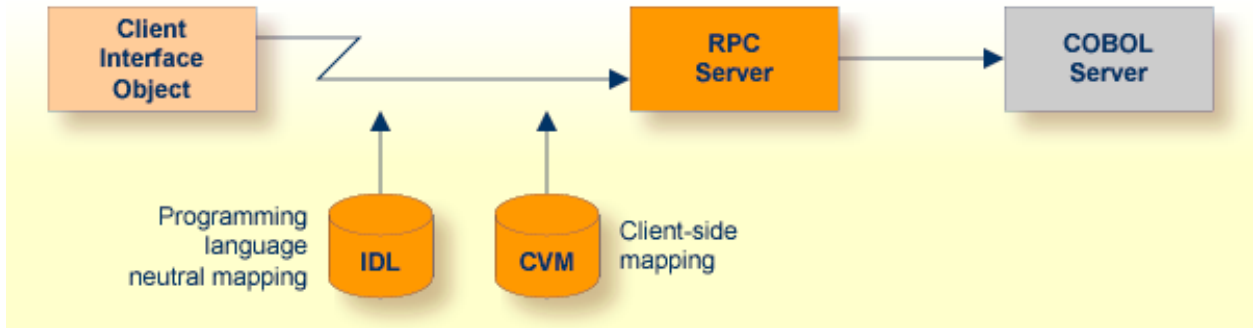 Client
Interface
Object
RPC
Server
COBOL
Server
Programming
language
neutral mapping
IDL
CVM
Client-side
mapping